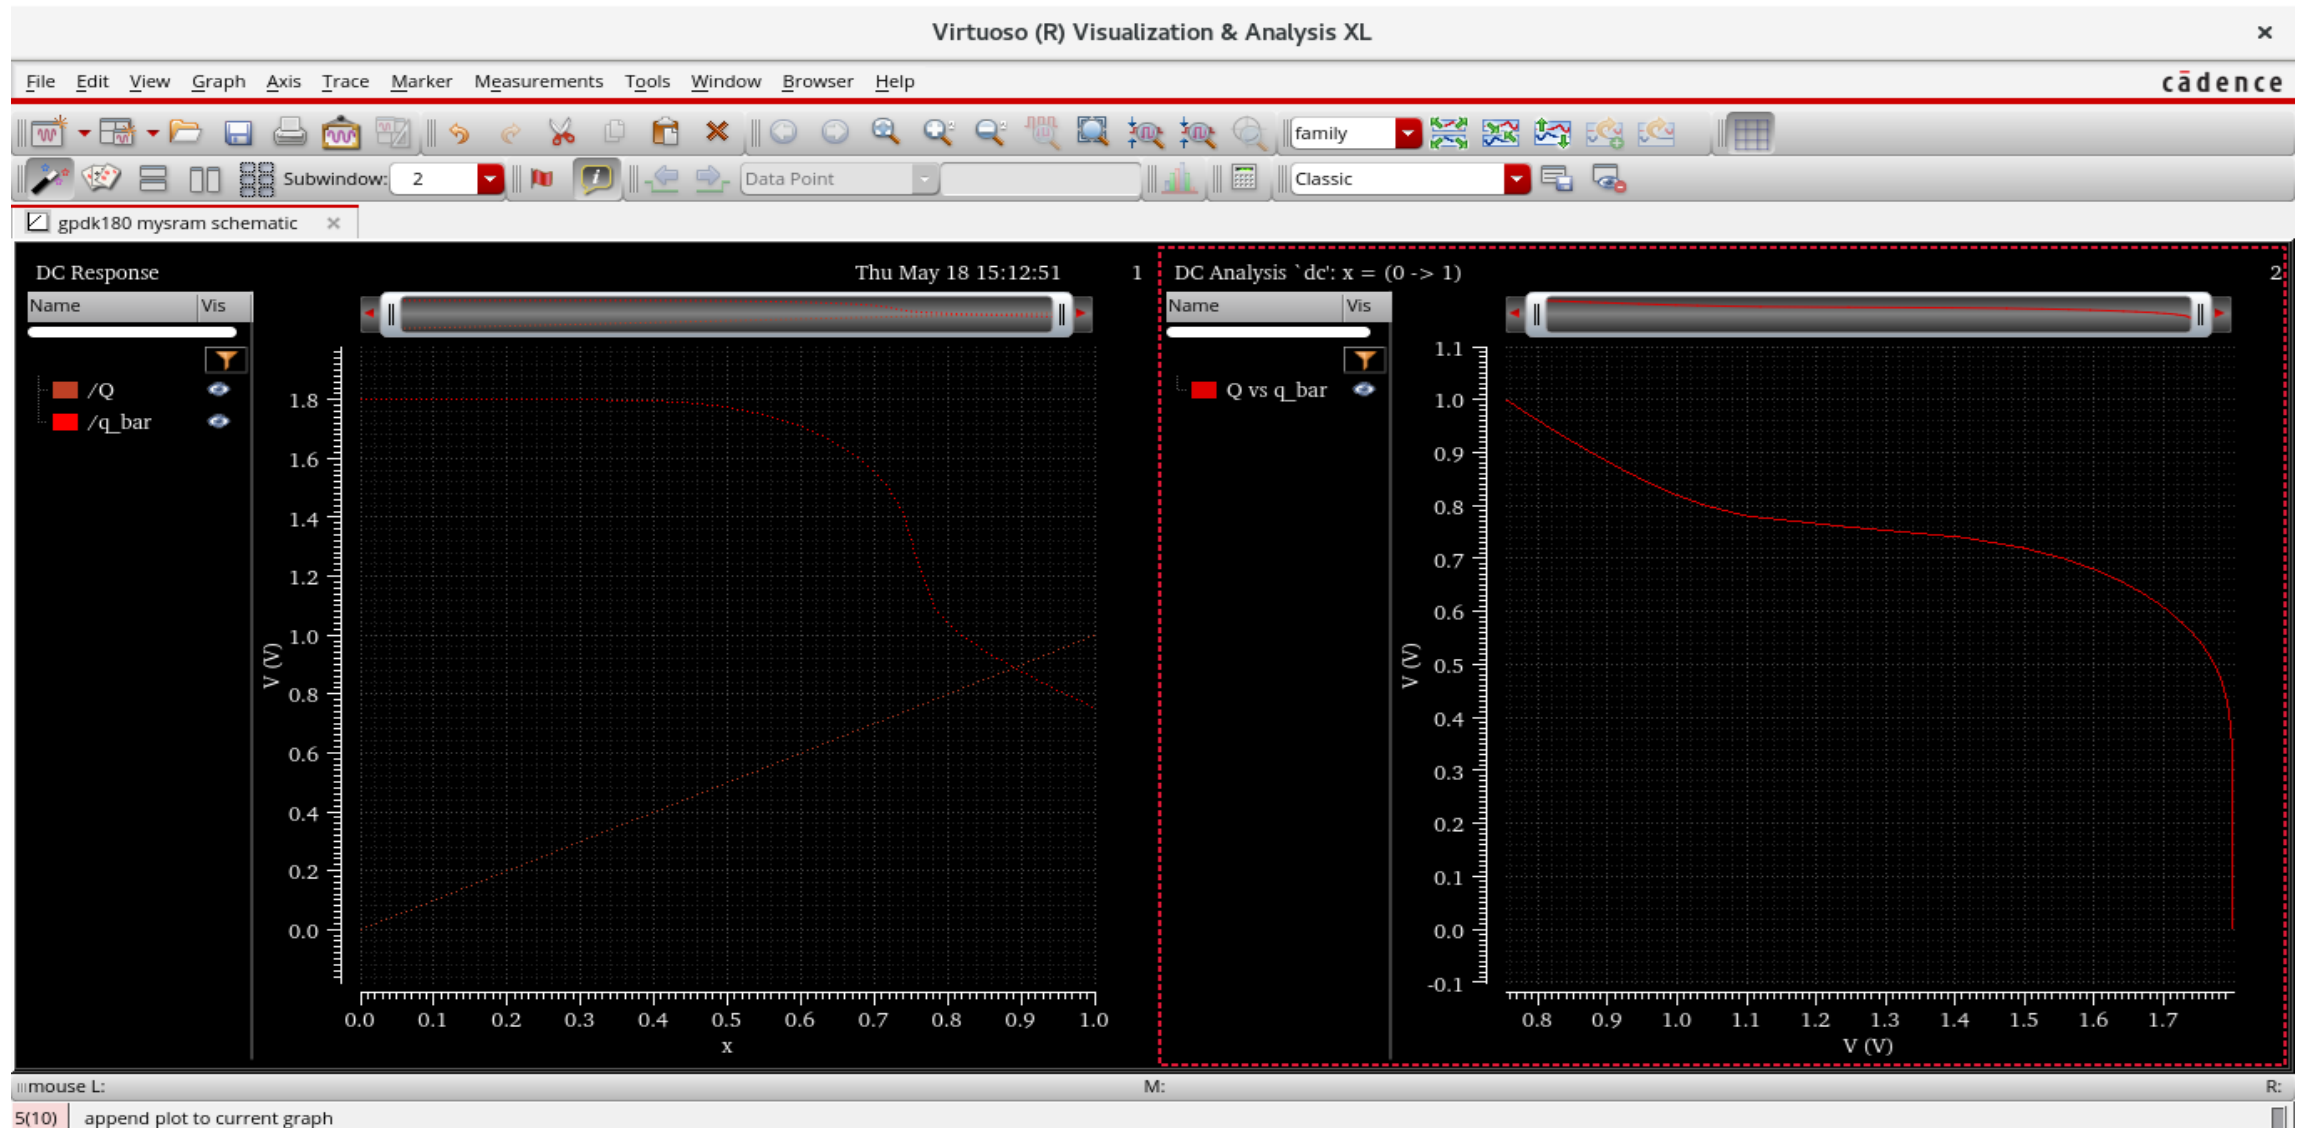 Virtuoso (R) Visualization & Analysis XL
File Edit View Graph Axis Trace Marker Measurements Tools Window Browser Help
cādence
family
Subwindow: 2
Data Point
Classic
gpdk180 mysram schematic
DC Response
Thu May 18 15:12:51
1
Name Vis
/Q
/q_bar
1.8
1.6
1.4
1.2
1.0
0.8
0.6
0.4
0.2
0.0
V (V)
0.0 0.1 0.2 0.3 0.4 0.5 0.6 0.7 0.8 0.9 1.0
x
DC Analysis `dc': x = (0 -> 1)
2
Name Vis
Q vs q_bar
1.1
1.0
0.9
0.8
0.7
0.6
0.5
0.4
0.3
0.2
0.1
0.0
-0.1
V (V)
0.8 0.9 1.0 1.1 1.2 1.3 1.4 1.5 1.6 1.7
V (V)
mouse L: M: R:
5(10) append plot to current graph